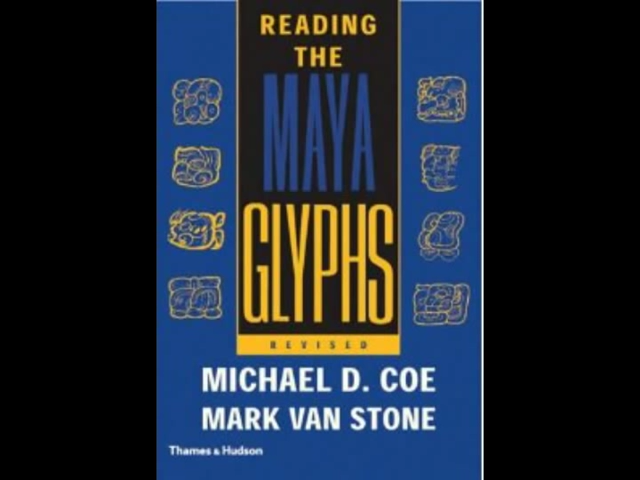 READING
THE
MAYA
GLYPHS
REVISED
MICHAEL D. COE
MARK VAN STONE
Thames & Hudson